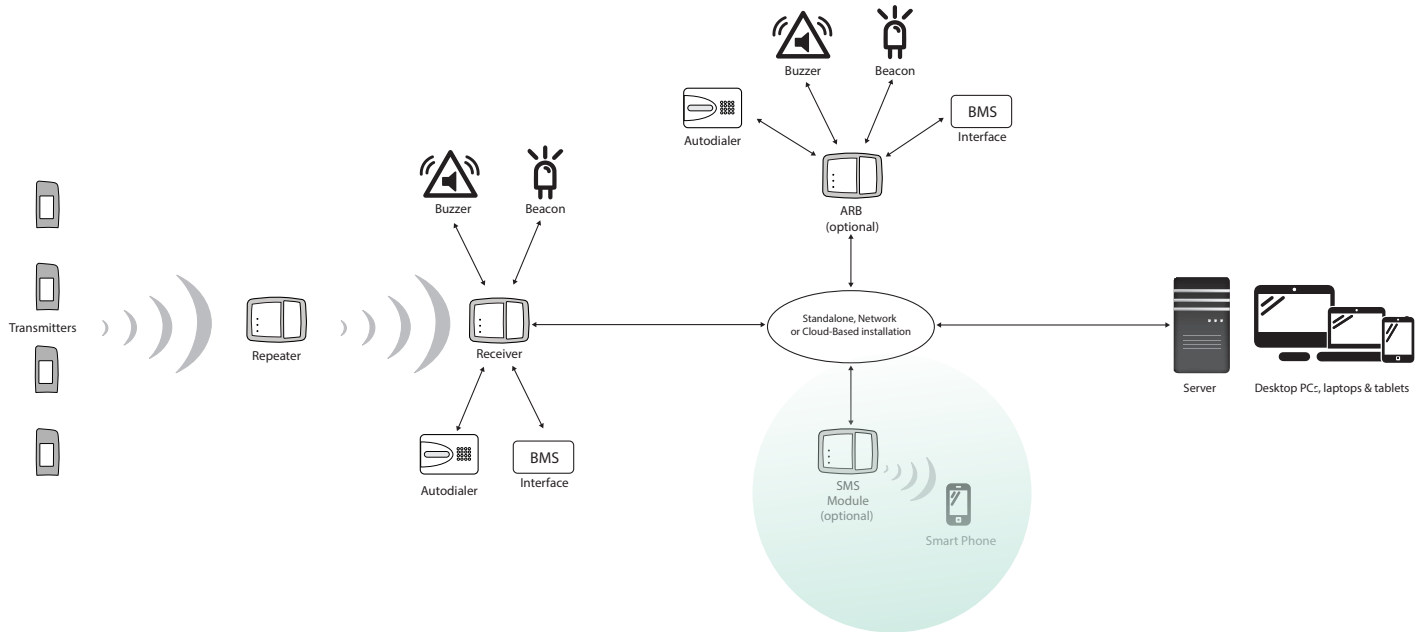 Buzzer
Beacon
Autodialer
BMS
Interface
ARB
(optional)
Buzzer
Beacon
Transmitters
Repeater
Receiver
Standalone, Network
or Cloud-Based installation
Server
Desktop PCs, laptops & tablets
Autodialer
BMS
Interface
SMS
Module
(optional)
Smart Phone